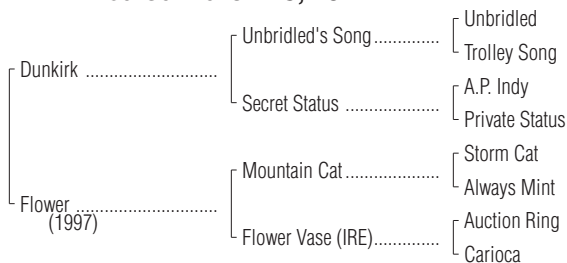 Unbridled
Unbridled's Song..............
Trolley Song
Dunkirk ............................
A.P. Indy
Secret Status ....................
Private Status
Storm Cat
Mountain Cat....................
Always Mint
Flower ..............................
(1997)
Auction Ring
Flower Vase (IRE)..............
Carioca